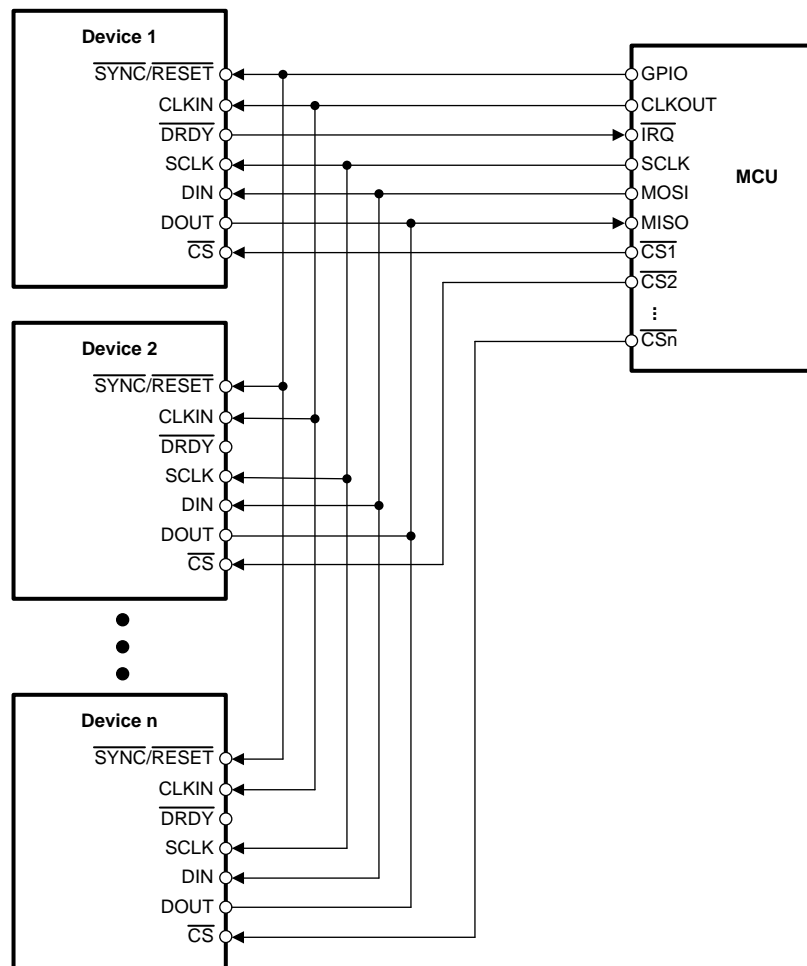 Device 1
SYNC/RESET
CLKIN
DRDY
SCLK
DIN
DOUT
CS
GPIO
CLKOUT
IRQ
SCLK
MOSI
MISO
CS1
CS2
⋮
CSn
MCU
Device 2
SYNC/RESET
CLKIN
DRDY
SCLK
DIN
DOUT
CS
Device n
SYNC/RESET
CLKIN
DRDY
SCLK
DIN
DOUT
CS